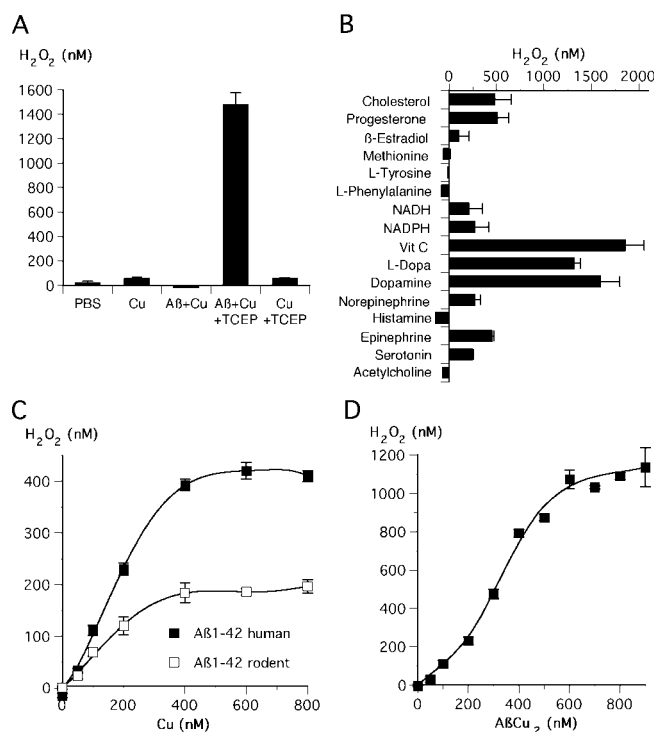 A
H2O2 (nM)
1600
1400
1200
1000
800
600
400
200
0
PBS
Cu
Aß+Cu
Aß+Cu
+TCEP
Cu
+TCEP
B
H2O2 (nM)
0 500 1000 1500 2000
Cholesterol
Progesterone
ß-Estradiol
Methionine
L-Tyrosine
L-Phenylalanine
NADH
NADPH
Vit C
L-Dopa
Dopamine
Norepinephrine
Histamine
Epinephrine
Serotonin
Acetylcholine
C
H2O2 (nM)
400
300
200
100
0
Aß1-42 human
Aß1-42 rodent
0 200 400 600 800
Cu (nM)
D
H2O2 (nM)
1200
1000
800
600
400
200
0
0 200 400 600 800
AßCu2 (nM)